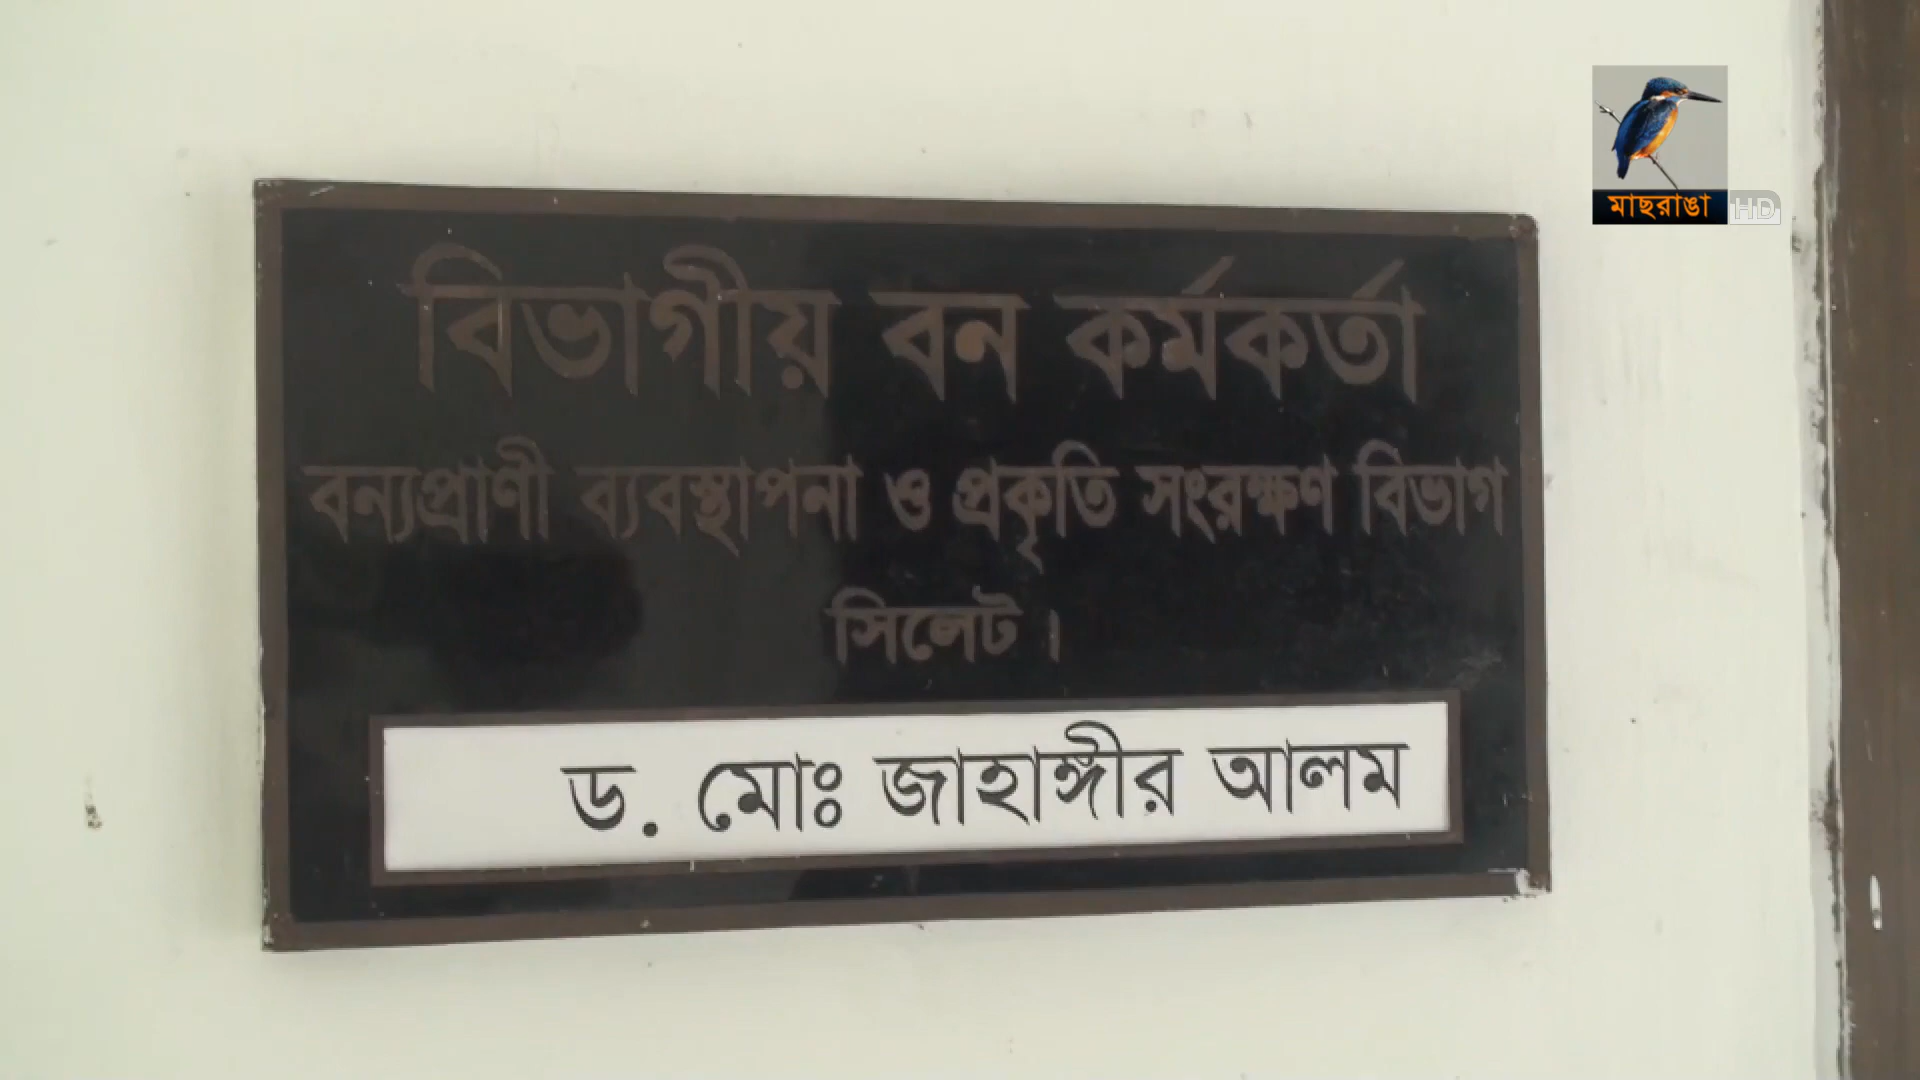 মাছরাঙা HD
বিভাগীয় বন কর্মকর্তা
বন্যপ্রাণী ব্যবস্থাপনা ও প্রকৃতি সংরক্ষণ বিভাগ
সিলেট।
ড. মোঃ জাহাঙ্গীর আলম